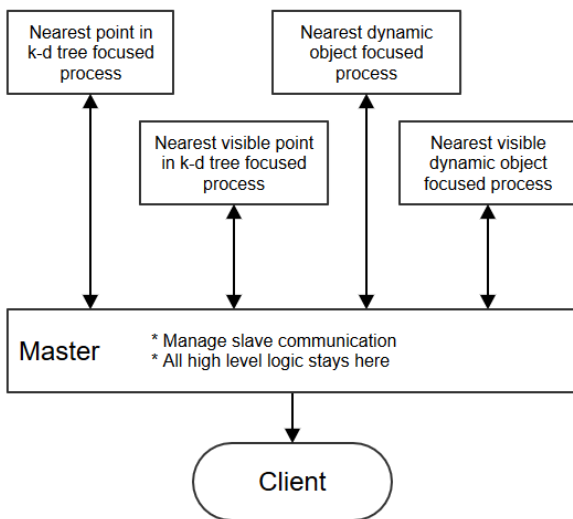 Nearest point in
k-d tree focused
process
Nearest dynamic
object focused
process
Nearest visible point
in k-d tree focused
process
Nearest visible
dynamic object
focused process
Master
* Manage slave communication
* All high level logic stays here
Client